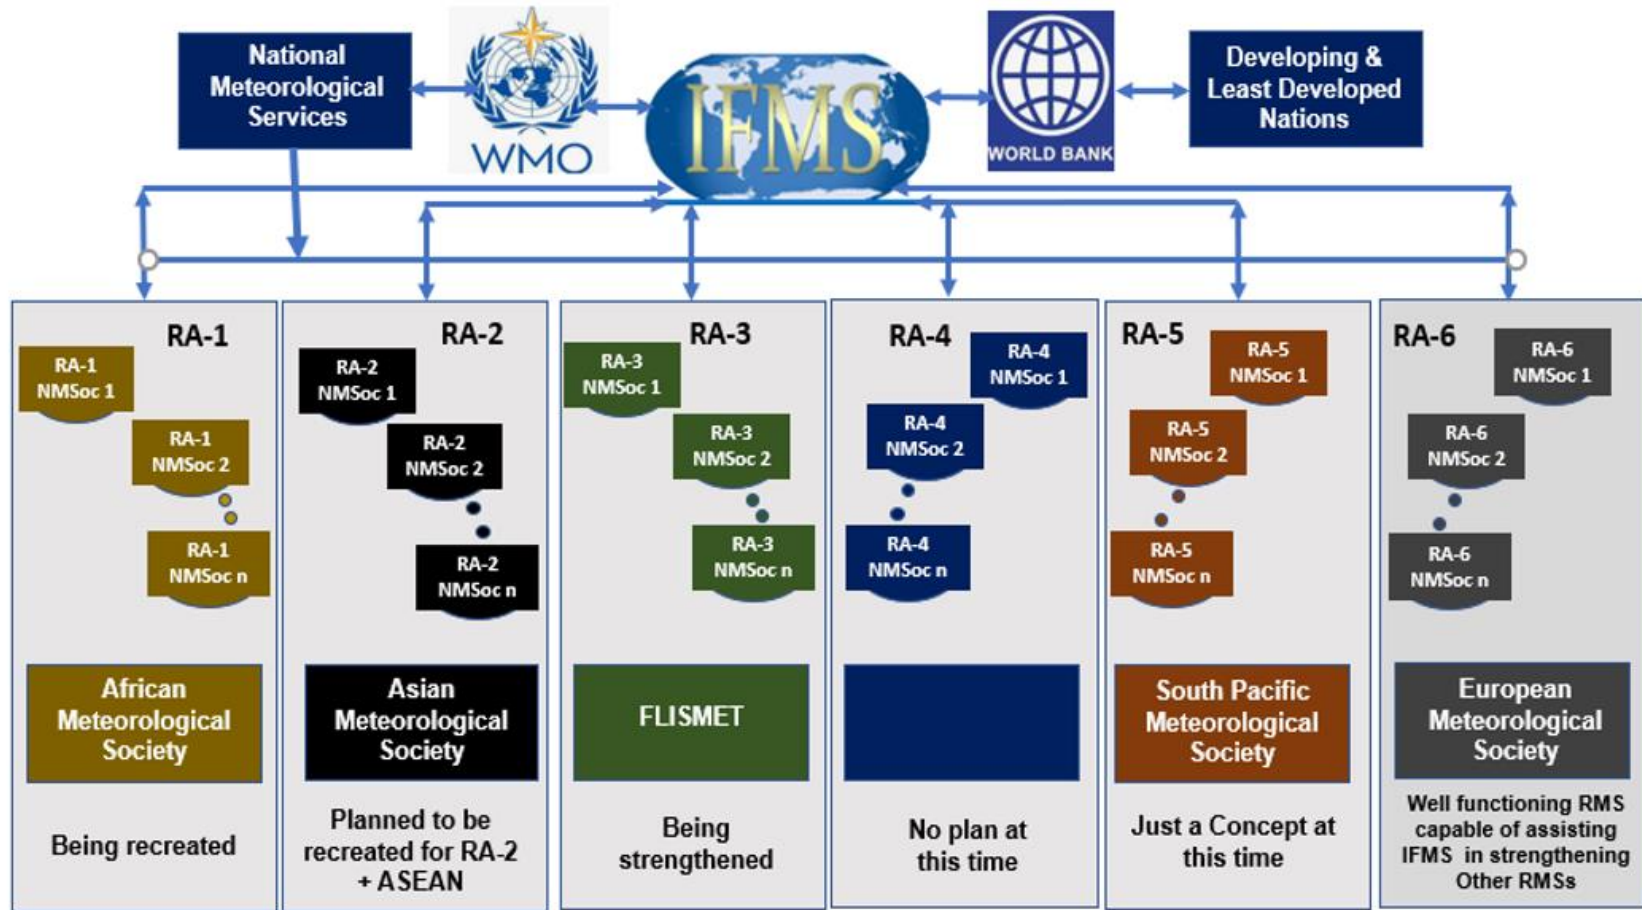 National
Meteorological
Services
WMO
IFMS
WORLD BANK
Developing &
Least Developed
Nations
RA-1
RA-1
NMSoc 1
RA-1
NMSoc 2
RA-1
NMSoc n
African
Meteorological
Society
Being recreated
RA-2
RA-2
NMSoc 1
RA-2
NMSoc 2
RA-2
NMSoc n
Asian
Meteorological
Society
Planned to be
recreated for RA-2
+ ASEAN
RA-3
RA-3
NMSoc 1
RA-3
NMSoc 2
RA-3
NMSoc n
FLISMET
Being
strengthened
RA-4
RA-4
NMSoc 1
RA-4
NMSoc 2
RA-4
NMSoc n
No plan at
this time
RA-5
RA-5
NMSoc 1
RA-5
NMSoc 2
RA-5
NMSoc n
South Pacific
Meteorological
Society
Just a Concept at
this time
RA-6
RA-6
NMSoc 1
RA-6
NMSoc 2
RA-6
NMSoc n
European
Meteorological
Society
Well functioning RMS
capable of assisting
IFMS in strengthening
Other RMSs